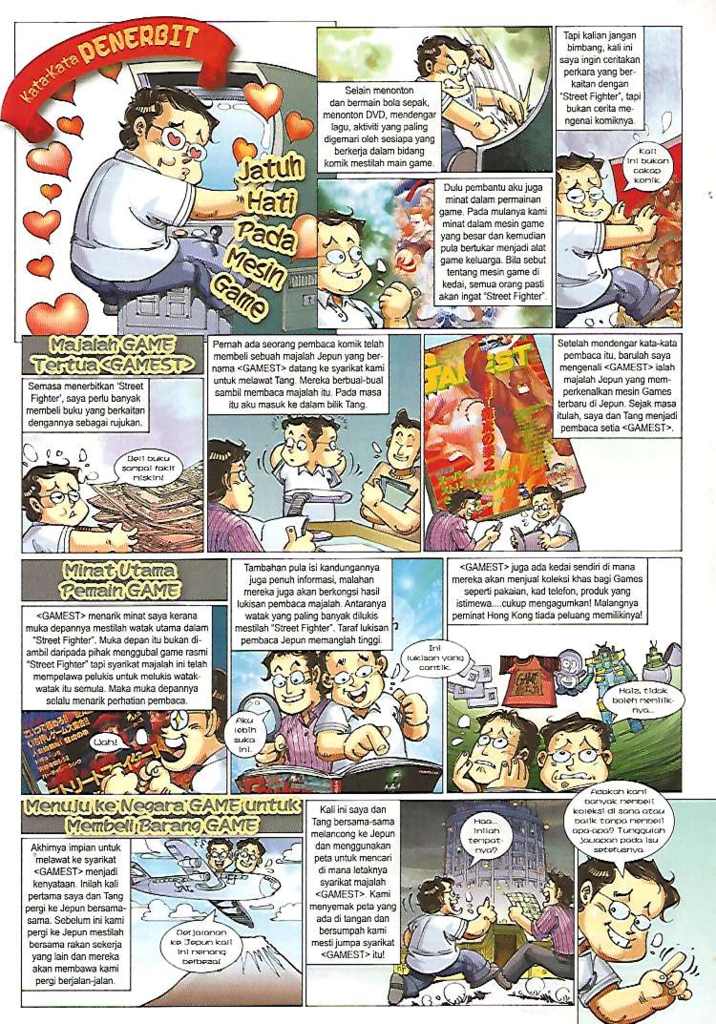 Kata-Kata PENERBIT
Jatuh
Hati
Pada
Mesin
Game
Selain menonton
dan bermain bola sepak,
menonton DVD, mendengar
lagu, aktiviti yang paling
digemari oleh sesiapa yang
berkerja dalam bidang
komik mestilah main game.
Tapi kalian jangan
bimbang, kali ini
saya ingin ceritakan
perkara yang ber-
kaitan dengan
"Street Fighter", tapi
bukan cerita me-
ngenai komiknya.
Ini bukan
cakap
komik.
Dulu pembantu aku juga
minat dalam permainan
game. Pada mulanya kami
minat dalam mesin game
yang besar dan kemudian
pula bertukar menjadi alat
game keluarga. Bila sebut
tentang mesin game di
kedai, semua orang pasti
akan ingat "Street Fighter".
Majalah GAME
Tertua <GAMEST>
Semasa menerbitkan 'Street
Fighter', saya perlu banyak
membeli buku yang berkaitan
dengannya sebagai rujukan.
Beli buku
sampai fakir
miskin!
Pernah ada seorang pembaca komik telah
membeli sebuah majalah Jepun yang ber-
nama <GAMEST> datang ke syarikat kami
untuk melawat Tang. Mereka berbual-bual
sambil membaca majalah itu. Pada masa
itu aku masuk ke dalam bilik Tang.
Setelah mendengar kata-kata
pembaca itu, barulah saya
mengenali <GAMEST> ialah
majalah Jepun yang mem-
perkenalkan mesin Games
terbaru di Jepun. Sejak masa
itulah, saya dan Tang menjadi
pembaca setia <GAMEST>.
Minat Utama
Pemain GAME
<GAMEST> menarik minat saya kerana
muka depannya mestilah watak utama dalam
"Street Fighter". Muka depan itu bukan di-
ambil daripada pihak menggubal game rasmi
"Street Fighter" tapi syarikat majalah ini telah
mempelawa pelukis untuk melukis watak-
watak itu semula. Maka muka depannya
selalu menarik perhatian pembaca.
Wah!
Tambahan pula isi kandungannya
juga penuh informasi, malahan
mereka juga akan berkongsi hasil
lukisan pembaca majalah. Antaranya
watak yang paling banyak dilukis
mestilah "Street Fighter". Taraf lukisan
pembaca Jepun memanglah tinggi.
Ini
lukisan yang
cantik.
Aku
suka
ini.
<GAMEST> juga ada kedai sendiri di mana
mereka akan menjual koleksi khas bagi Games
seperti pakaian, kad telefon, produk yang
istimewa....cukup mengagumkan! Malangnya
peminat Hong Kong tiada peluang memilikinya!
Haiz, tidak
boleh memilik-
nya...
Menuju ke Negara GAME untuk
Membeli Barang GAME
Akhirnya impian untuk
melawat ke syarikat
<GAMEST> menjadi
kenyataan. Inilah kali
pertama saya dan Tang
pergi ke Jepun bersama-
sama. Sebelum ini kami
pergi ke Jepun mestilah
bersama rakan sekerja
yang lain dan mereka
akan membawa kami
pergi berjalan-jalan.
Perjalanan
ke Jepun kali
ini menang
berbeza!
Kali ini saya dan
Tang bersama-sama
melancong ke Jepun dan
menggunakan
peta untuk mencari
di mana letaknya
syarikat majalah
<GAMEST>. Kami
menyemak peta yang
ada di tangan dan
bersumpah kami
mesti jumpa syarikat
<GAMEST> itu!
Haa...
Inilah
tempat-
nya?
Adakah kami
banyak membeli
koleksi di sana atau
balik tanpa membeli
apa-apa? Tunggulah
jawapan pada isu
seterusnya!